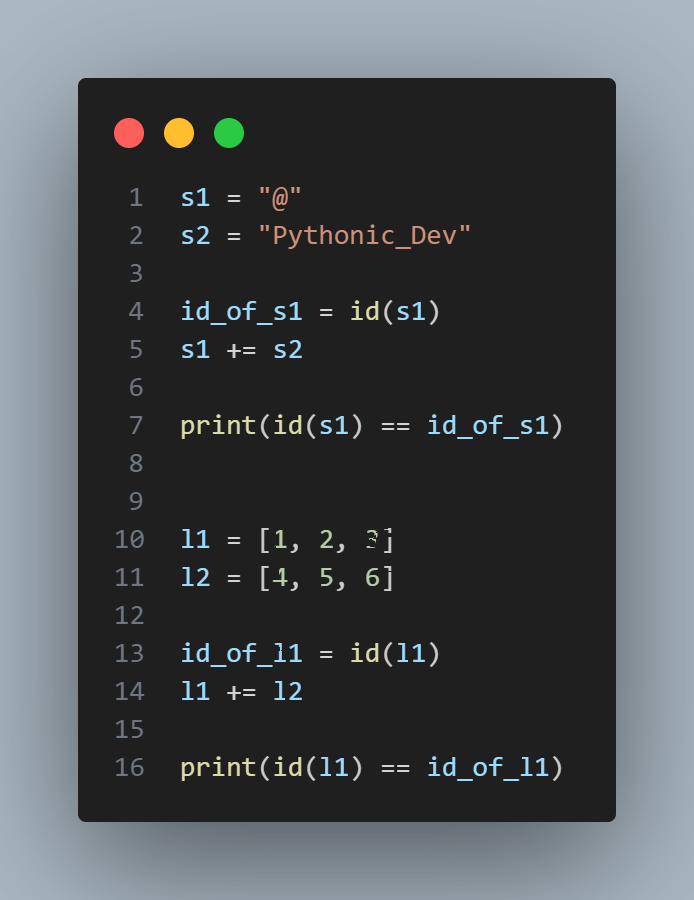 1 s1 = "@"
2 s2 = "Pythonic_Dev"
3
4 id_of_s1 = id(s1)
5 s1 += s2
6
7 print(id(s1) == id_of_s1)
8
9
10 l1 = [1, 2, 3]
11 l2 = [4, 5, 6]
12
13 id_of_l1 = id(l1)
14 l1 += l2
15
16 print(id(l1) == id_of_l1)